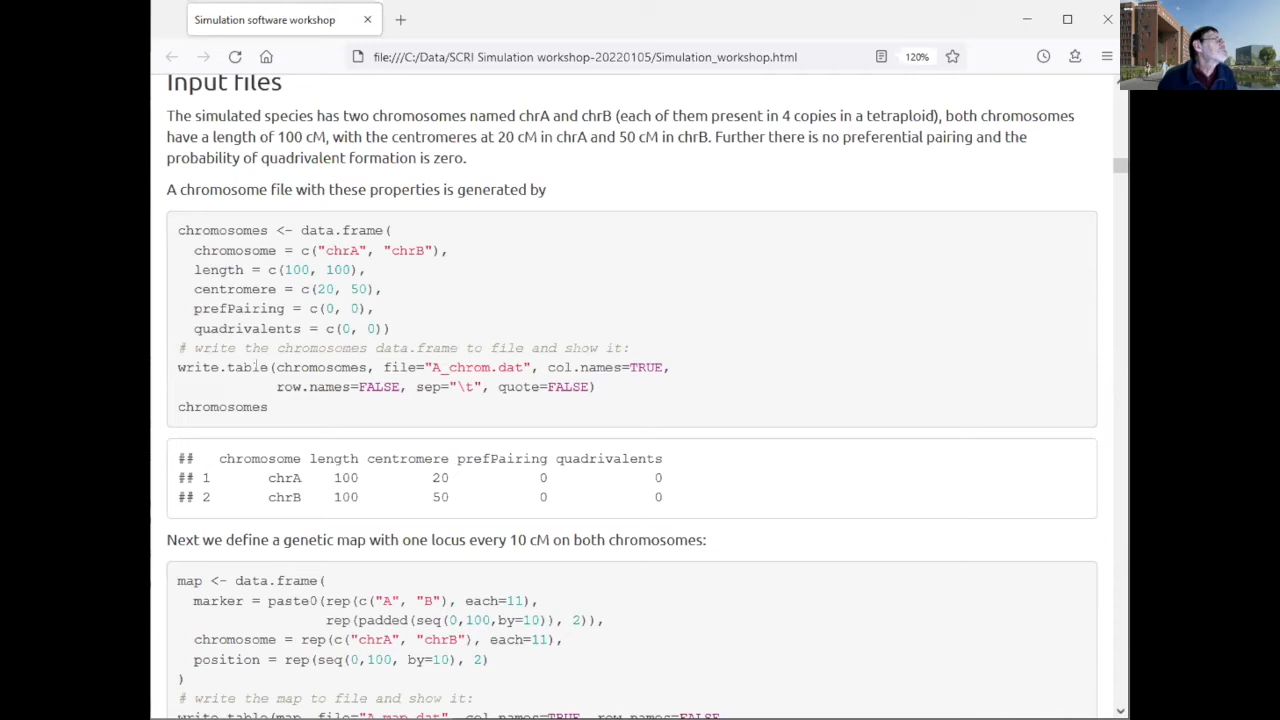 Simulation software workshop
file:///C:/Data/SCRI Simulation workshop-20220105/Simulation_workshop.html
120%
Input files
The simulated species has two chromosomes named chrA and chrB (each of them present in 4 copies in a tetraploid), both chromosomes
have a length of 100 cM, with the centromeres at 20 cM in chrA and 50 cM in chrB. Further there is no preferential pairing and the
probability of quadrivalent formation is zero.
A chromosome file with these properties is generated by
chromosomes <- data.frame(
chromosome = c("chrA", "chrB"),
length = c(100, 100),
centromere = c(20, 50),
prefPairing = c(0, 0),
quadrivalents = c(0, 0))
# write the chromosomes data.frame to file and show it:
write.table(chromosomes, file="A_chrom.dat", col.names=TRUE,
row.names=FALSE, sep="\t", quote=FALSE)
chromosomes
## chromosome length centromere prefPairing quadrivalents
## 1 chrA 100 20 0 0
## 2 chrB 100 50 0 0
Next we define a genetic map with one locus every 10 cM on both chromosomes:
map <- data.frame(
marker = paste0(rep(c("A", "B"), each=11),
rep(padded(seq(0,100,by=10)), 2)),
chromosome = rep(c("chrA", "chrB"), each=11),
position = rep(seq(0,100, by=10), 2)
)
# write the map to file and show it:
write.table(map, file="A_map.dat", col.names=TRUE, row.names=FALSE,